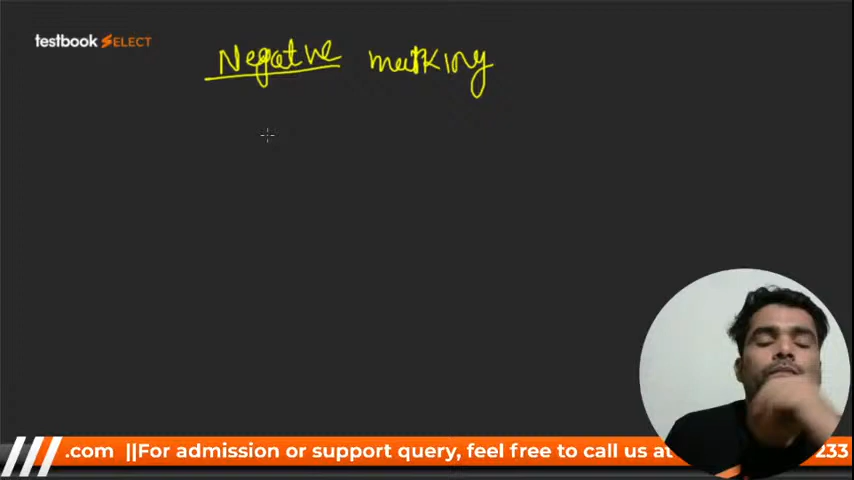 testbook SELECT
Negative marking
.com ||For admission or support query, feel free to call us at
233